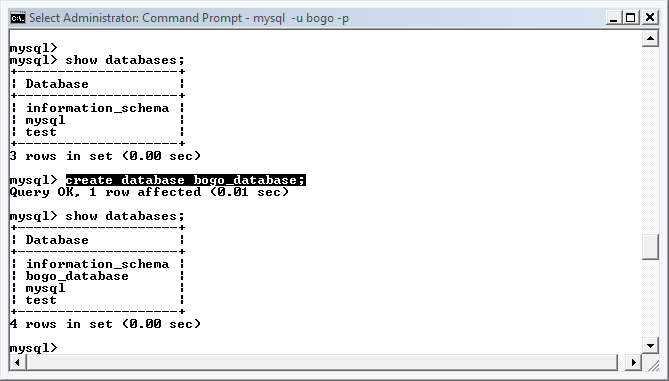 Select Administrator: Command Prompt - mysql  -u bogo -p
mysql>
mysql> show databases;
+--------------------+
| Database           |
+--------------------+
| information_schema |
| mysql              |
| test               |
+--------------------+
3 rows in set (0.00 sec)
mysql> create database bogo_database;
Query OK, 1 row affected (0.01 sec)
mysql> show databases;
+--------------------+
| Database           |
+--------------------+
| information_schema |
| bogo_database      |
| mysql              |
| test               |
+--------------------+
4 rows in set (0.00 sec)
mysql>